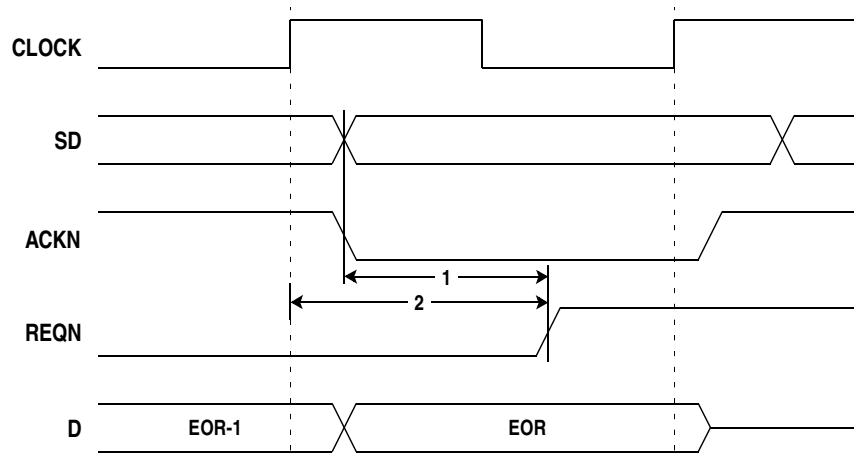 CLOCK
SD
ACKN
1
2
REQN
D EOR-1 EOR